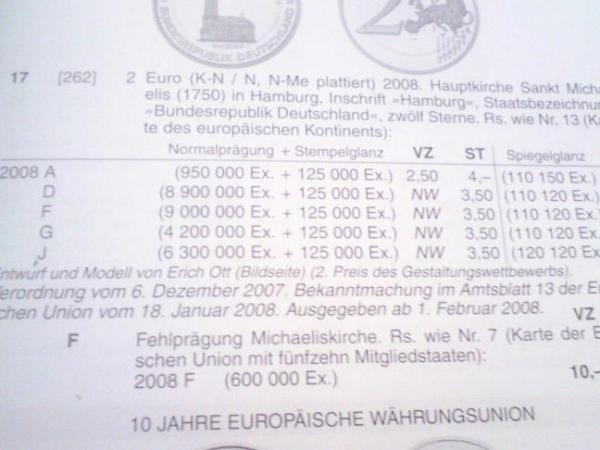 BUNDESREPUBLIK DEUTSCHLAND
17 [262] 2 Euro (K-N / N, N-Me plattiert) 2008. Hauptkirche Sankt Micha
elis (1750) in Hamburg, Inschrift »Hamburg«, Staatsbezeichnun
»Bundesrepublik Deutschland«, zwölf Sterne. Rs. wie Nr. 13 (Ka
te des europäischen Kontinents):
Normalprägung + Stempelglanz VZ ST Spiegelglanz
2008 A (950 000 Ex. + 125 000 Ex.) 2,50 4,– (110 150 Ex.)
D (8 900 000 Ex. + 125 000 Ex.) NW 3,50 (110 120 Ex.)
F (9 000 000 Ex. + 125 000 Ex.) NW 3,50 (110 120 Ex.
G (4 200 000 Ex. + 125 000 Ex.) NW 3,50 (110 120 Ex.
J (6 300 000 Ex. + 125 000 Ex.) NW 3,50 (120 120 Ex.
Entwurf und Modell von Erich Ott (Bildseite) (2. Preis des Gestaltungswettbewerbs).
erordnung vom 6. Dezember 2007, Bekanntmachung im Amtsblatt 13 der Eu
chen Union vom 18. Januar 2008. Ausgegeben ab 1. Februar 2008. VZ
F Fehlprägung Michaeliskirche. Rs. wie Nr. 7 (Karte der E
schen Union mit fünfzehn Mitgliedstaaten):
2008 F (600 000 Ex.) 10,–
10 JAHRE EUROPÄISCHE WÄHRUNGSUNION